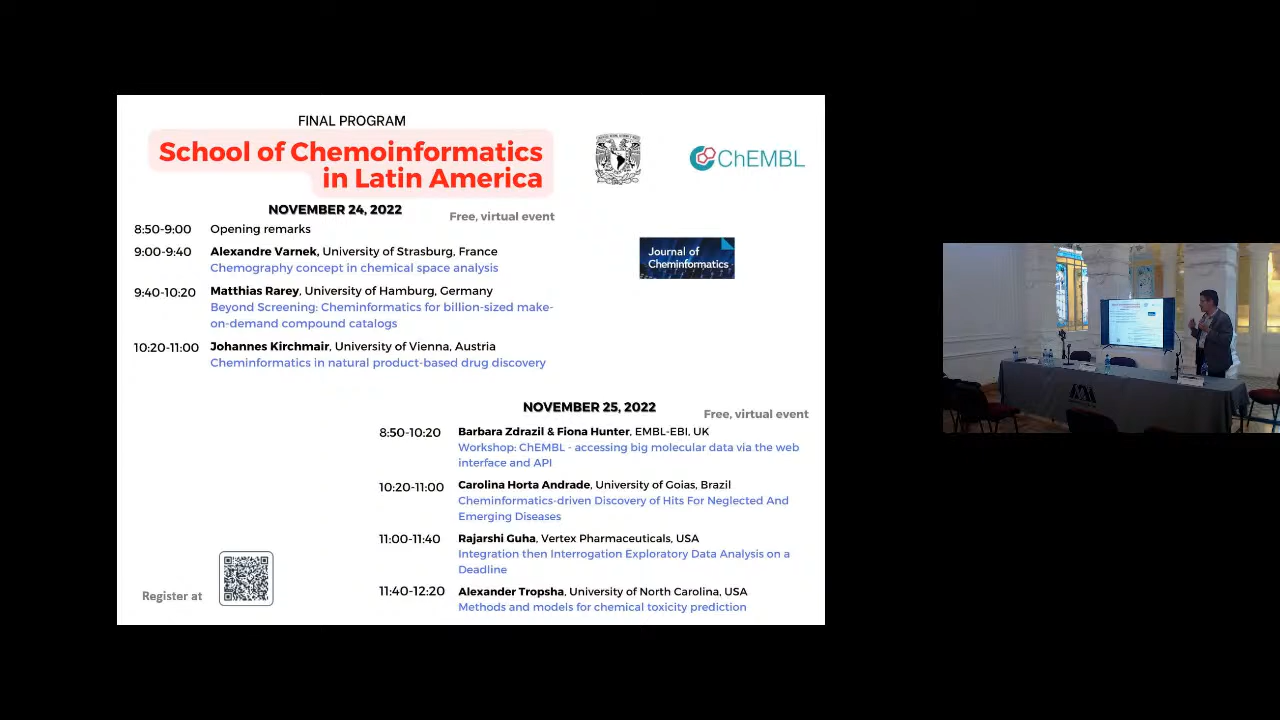 FINAL PROGRAM
School of Chemoinformatics
in Latin America
ChEMBL
NOVEMBER 24, 2022
Free, virtual event
8:50-9:00 Opening remarks
9:00-9:40 Alexandre Varnek, University of Strasburg, France
Chemography concept in chemical space analysis
9:40-10:20 Matthias Rarey, University of Hamburg, Germany
Beyond Screening: Cheminformatics for billion-sized make-
on-demand compound catalogs
10:20-11:00 Johannes Kirchmair, University of Vienna, Austria
Cheminformatics in natural product-based drug discovery
Journal of
Cheminformatics
NOVEMBER 25, 2022
Free, virtual event
8:50-10:20 Barbara Zdrazil & Fiona Hunter, EMBL-EBI, UK
Workshop: ChEMBL - accessing big molecular data via the web
interface and API
10:20-11:00 Carolina Horta Andrade, University of Goias, Brazil
Cheminformatics-driven Discovery of Hits For Neglected And
Emerging Diseases
11:00-11:40 Rajarshi Guha, Vertex Pharmaceuticals, USA
Integration then Interrogation Exploratory Data Analysis on a
Deadline
11:40-12:20 Alexander Tropsha, University of North Carolina, USA
Methods and models for chemical toxicity prediction
Register at